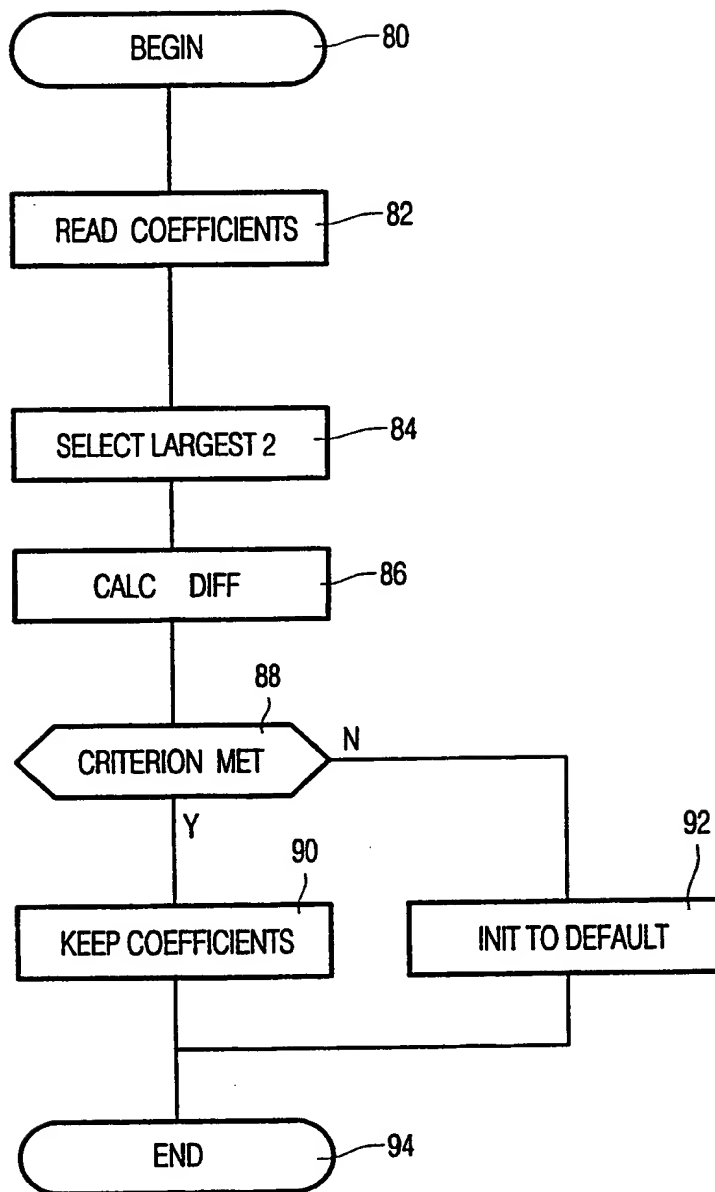 BEGIN 80
READ COEFFICIENTS 82
SELECT LARGEST 2 84
CALC DIFF 86
88
CRITERION MET N
Y
90
92
KEEP COEFFICIENTS
INIT TO DEFAULT
END 94